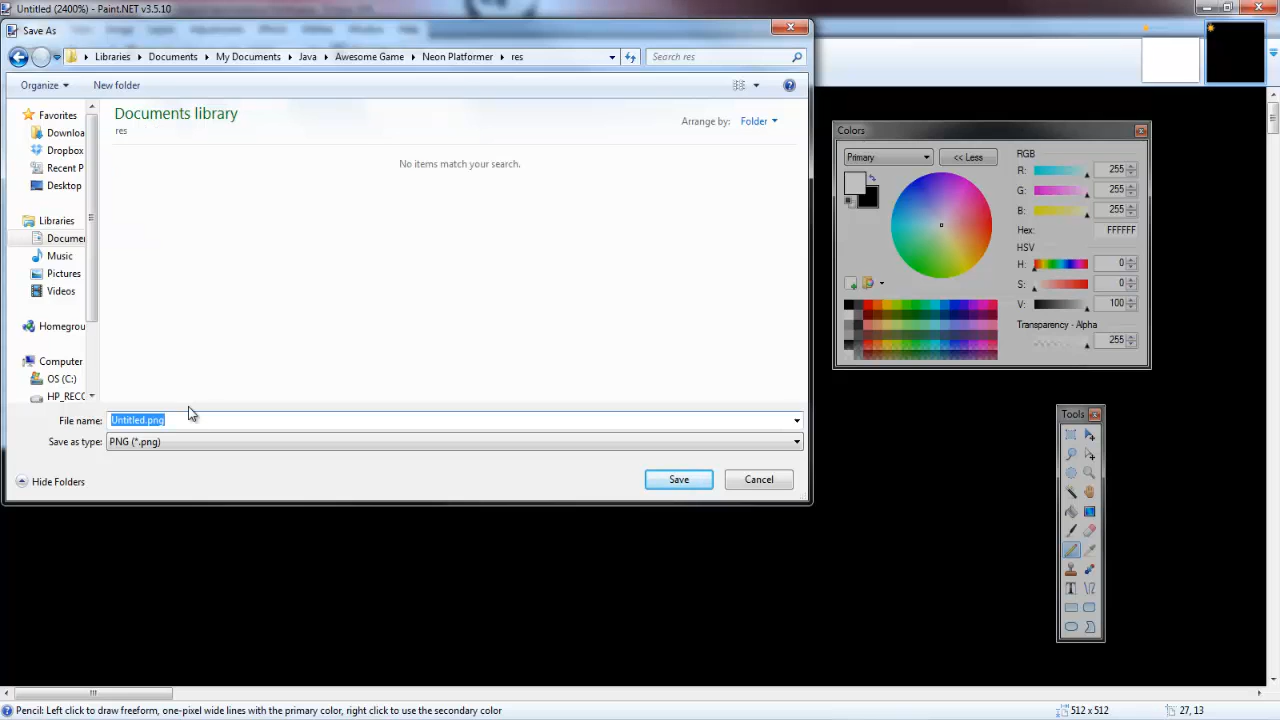 Untitled (2400%) - Paint.NET v3.5.10
Save As
Libraries Documents My Documents Java Awesome Game Neon Platformer res
Search res
Organize
New folder
Favorites
Downloa
Dropbox
Recent P
Desktop
Libraries
Docume
Music
Pictures
Videos
Homegrou
Computer
OS (C:)
HP_REC
Documents library
res
Arrange by: Folder
No items match your search.
File name: Untitled.png
Save as type: PNG (*.png)
Hide Folders
Save
Cancel
Colors
Primary
<< Less
RGB
R: 255
G: 255
B: 255
Hex: FFFFFF
HSV
H: 0
S: 0
V: 100
Transparency - Alpha
255
Tools
Pencil: Left click to draw freeform, one-pixel wide lines with the primary color, right click to use the secondary color
512 x 512
27, 13